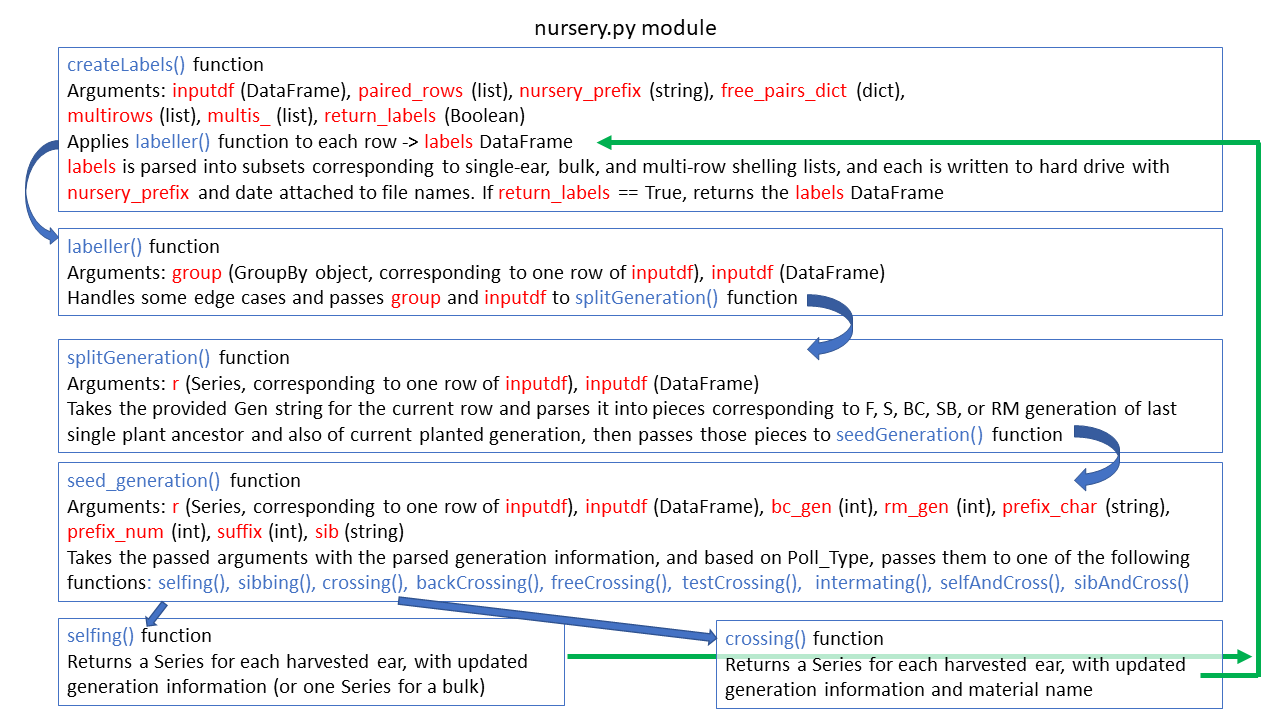 nursery.py module
createLabels() function
Arguments: inputdf (DataFrame), paired_rows (list), nursery_prefix (string), free_pairs_dict (dict),
multirows (list), multis_ (list), return_labels (Boolean)
Applies labeller() function to each row -> labels DataFrame
labels is parsed into subsets corresponding to single-ear, bulk, and multi-row shelling lists, and each is written to hard drive with
nursery_prefix and date attached to file names. If return_labels == True, returns the labels DataFrame
labeller() function
Arguments: group (GroupBy object, corresponding to one row of inputdf), inputdf (DataFrame)
Handles some edge cases and passes group and inputdf to splitGeneration() function
splitGeneration() function
Arguments: r (Series, corresponding to one row of inputdf), inputdf (DataFrame)
Takes the provided Gen string for the current row and parses it into pieces corresponding to F, S, BC, SB, or RM generation of last
single plant ancestor and also of current planted generation, then passes those pieces to seedGeneration() function
seed_generation() function
Arguments: r (Series, corresponding to one row of inputdf), inputdf (DataFrame), bc_gen (int), rm_gen (int), prefix_char (string),
prefix_num (int), suffix (int), sib (string)
Takes the passed arguments with the parsed generation information, and based on Poll_Type, passes them to one of the following
functions: selfing(), sibbing(), crossing(), backCrossing(), freeCrossing(), testCrossing(), intermating(), selfAndCross(), sibAndCross()
selfing() function
Returns a Series for each harvested ear, with updated
generation information (or one Series for a bulk)
crossing() function
Returns a Series for each harvested ear, with updated
generation information and material name